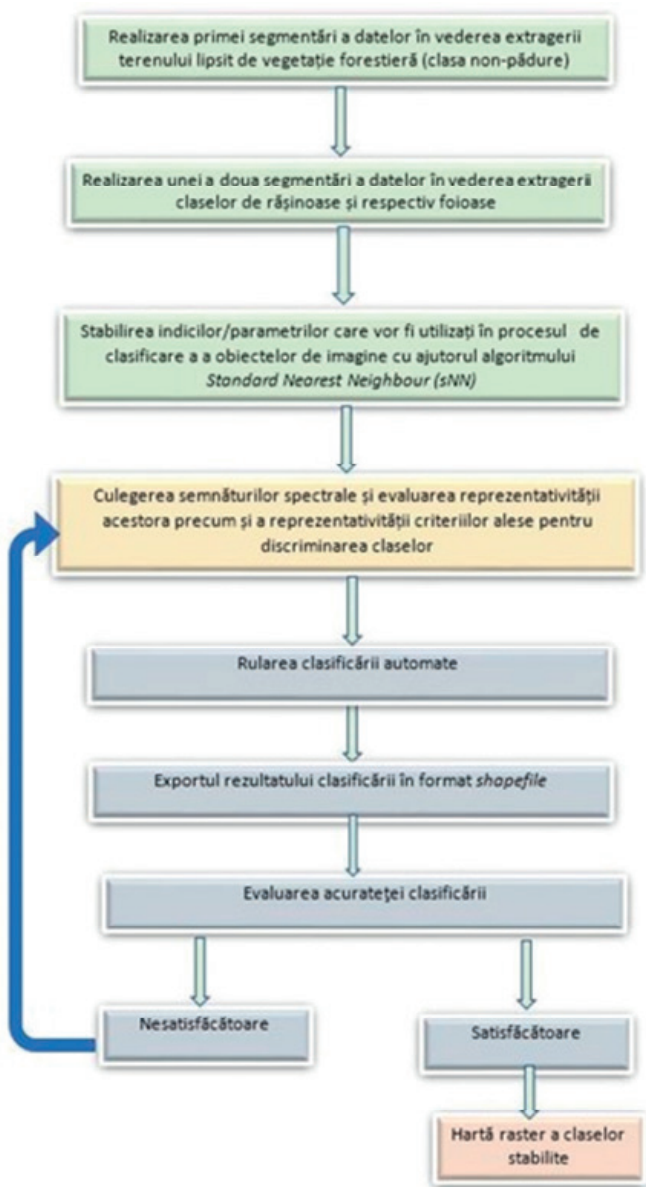 Realizarea primei segmentări a datelor în vederea extragerii
terenului lipsit de vegetație forestieră (clasa non-pădure)
Realizarea unei a doua segmentări a datelor în vederea extragerii
claselor de rășinoase și respectiv foioase
Stabilirea indicilor/parametrilor care vor fi utilizați în procesul de
clasificare a a obiectelor de imagine cu ajutorul algoritmului
Standard Nearest Neighbour (sNN)
Culegerea semnăturilor spectrale și evaluarea reprezentativității
acestora precum și a reprezentativității criteriilor alese pentru
discriminarea claselor
Rularea clasificării automate
Exportul rezultatului clasificării în format shapefile
Evaluarea acurateței clasificării
Nesatisfăcătoare
Satisfăcătoare
Hartă raster a claselor
stabilite